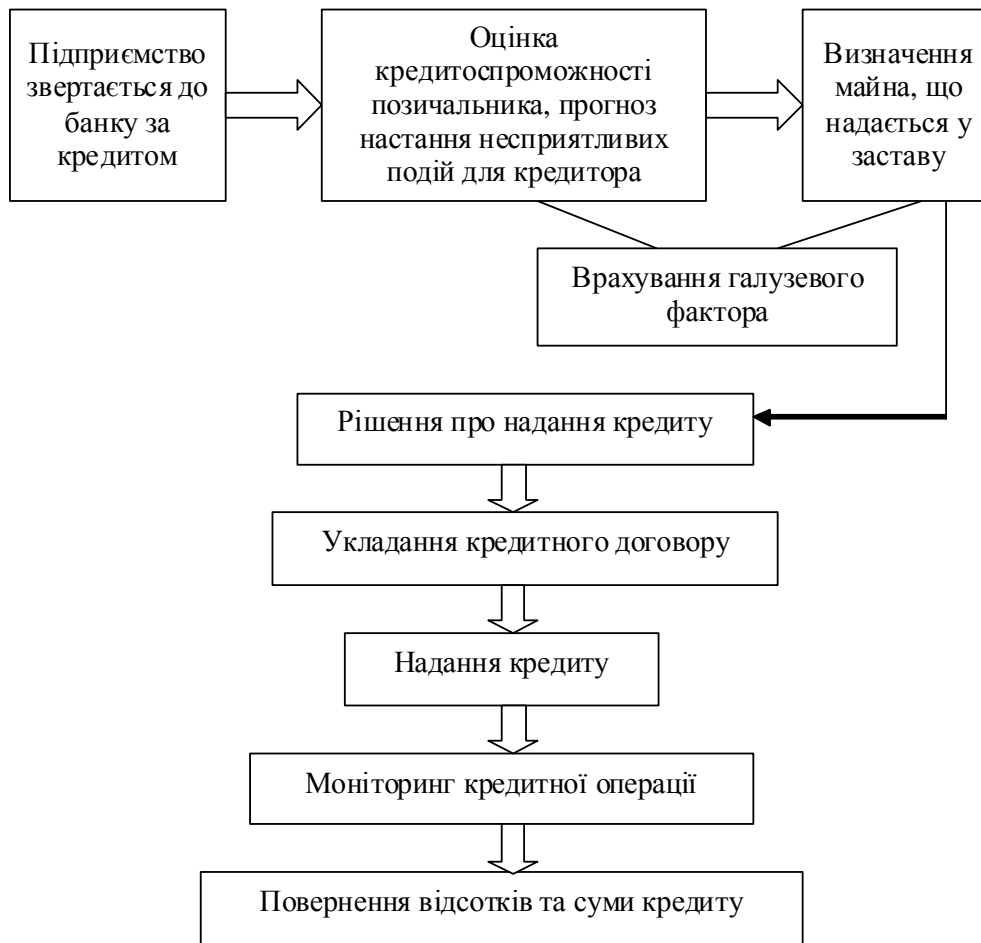 Підприємство
звертається до
банку за
кредитом
Оцінка
кредитоспроможності
позичальника, прогноз
настання несприятливих
подій для кредитора
Визначення
майна, що
надається у
заставу
Врахування галузевого
фактора
Рішення про надання кредиту
Укладання кредитного договору
Надання кредиту
Моніторинг кредитної операції
Повернення відсотків та суми кредиту